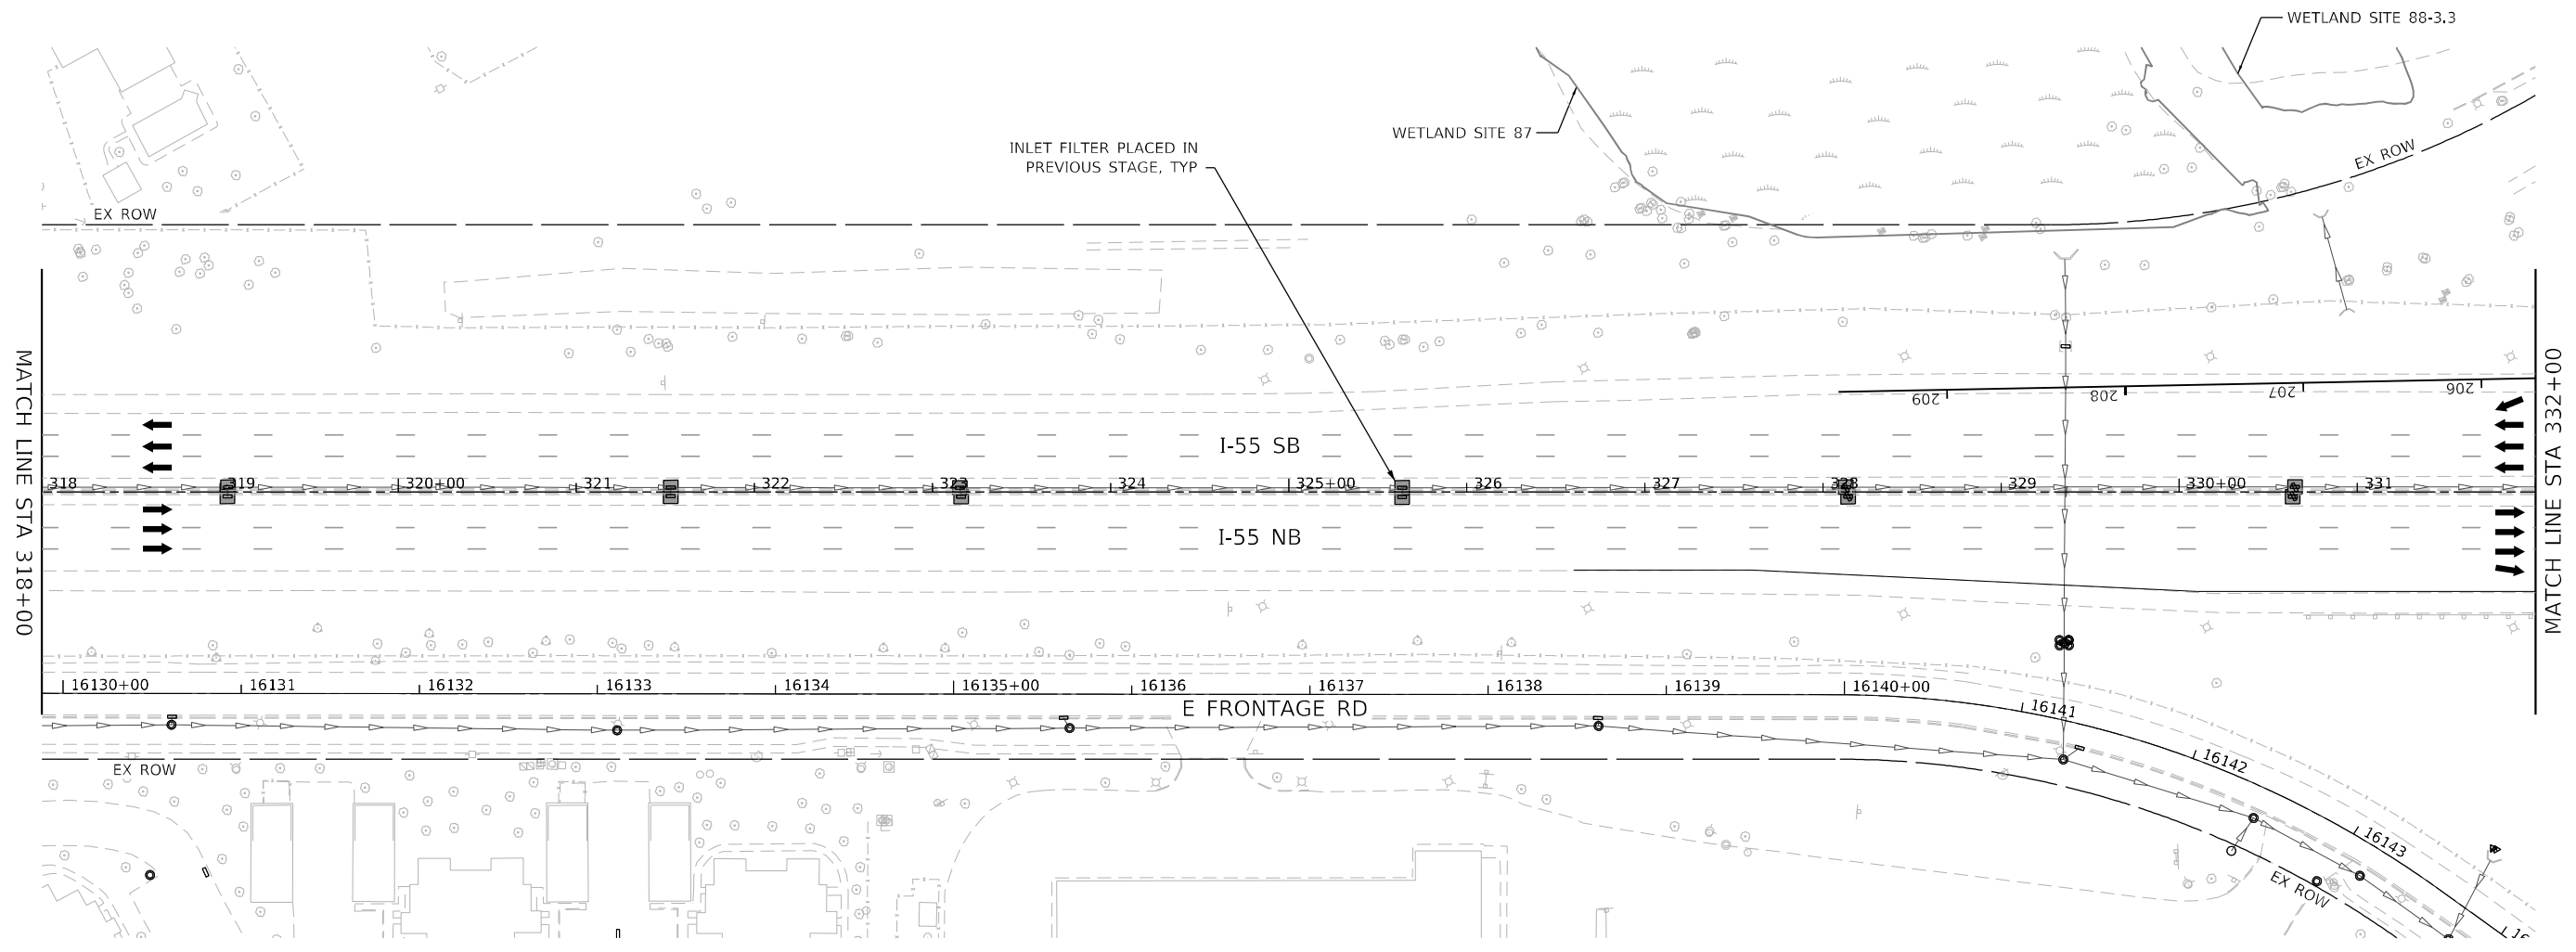 WETLAND SITE 88-3.3
WETLAND SITE 87
INLET FILTER PLACED IN
PREVIOUS STAGE, TYP
EX ROW
EX ROW
MATCH LINE STA 318+00
MATCH LINE STA 332+00
209 208 207 206
I-55 SB
318 319 320+00 321 322 323 324 325+00 326 327 328 329 330+00 331
I-55 NB
16130+00 16131 16132 16133 16134 16135+00 16136 16137 16138 16139 16140+00 16141 16142 16143
E FRONTAGE RD
EX ROW
EX ROW